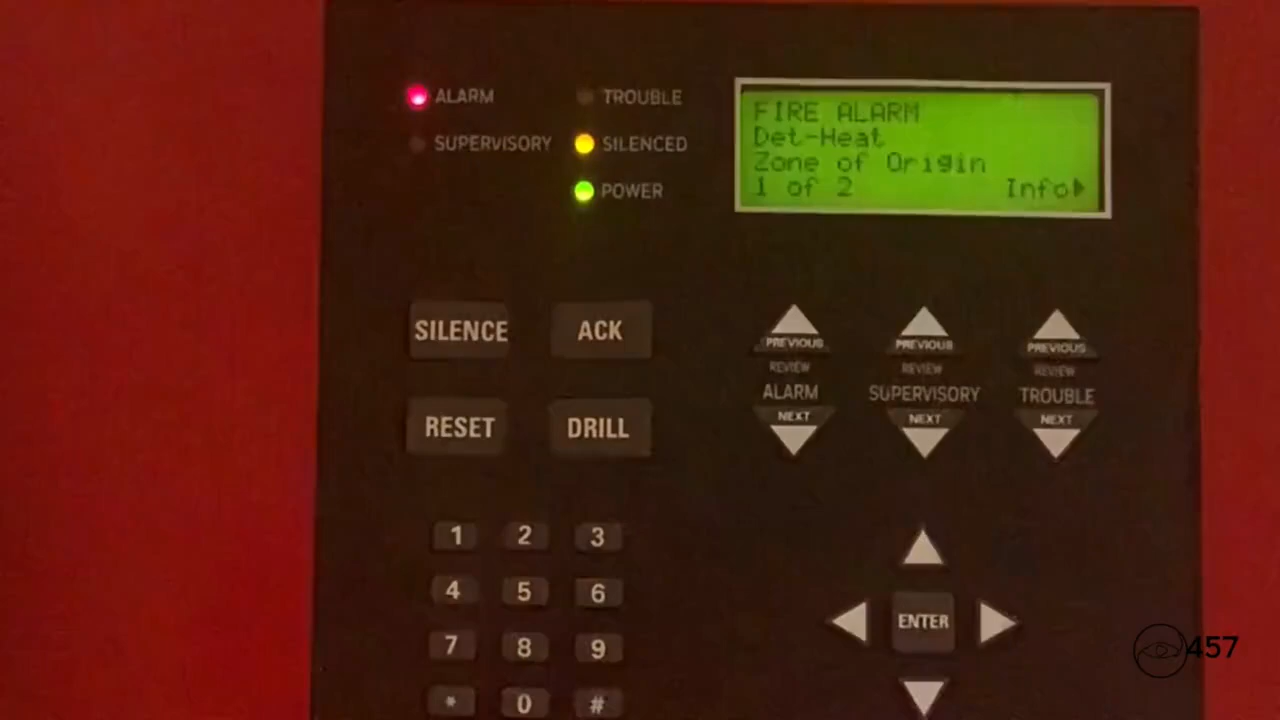 ALARM
TROUBLE
SUPERVISORY
SILENCED
POWER
FIRE ALARM
Det-Heat
Zone of Origin
1 of 2 Info
SILENCE
ACK
RESET
DRILL
PREVIOUS
REVIEW
ALARM
NEXT
PREVIOUS
REVIEW
SUPERVISORY
NEXT
PREVIOUS
REVIEW
TROUBLE
NEXT
1 2 3
4 5 6
7 8 9
* 0 #
ENTER
457